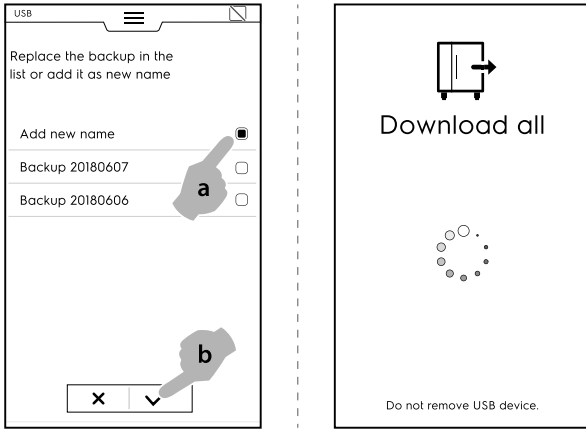 USB
Replace the backup in the
list or add it as new name
Add new name
Backup 20180607
Backup 20180606
a
b
Download all
Do not remove USB device.